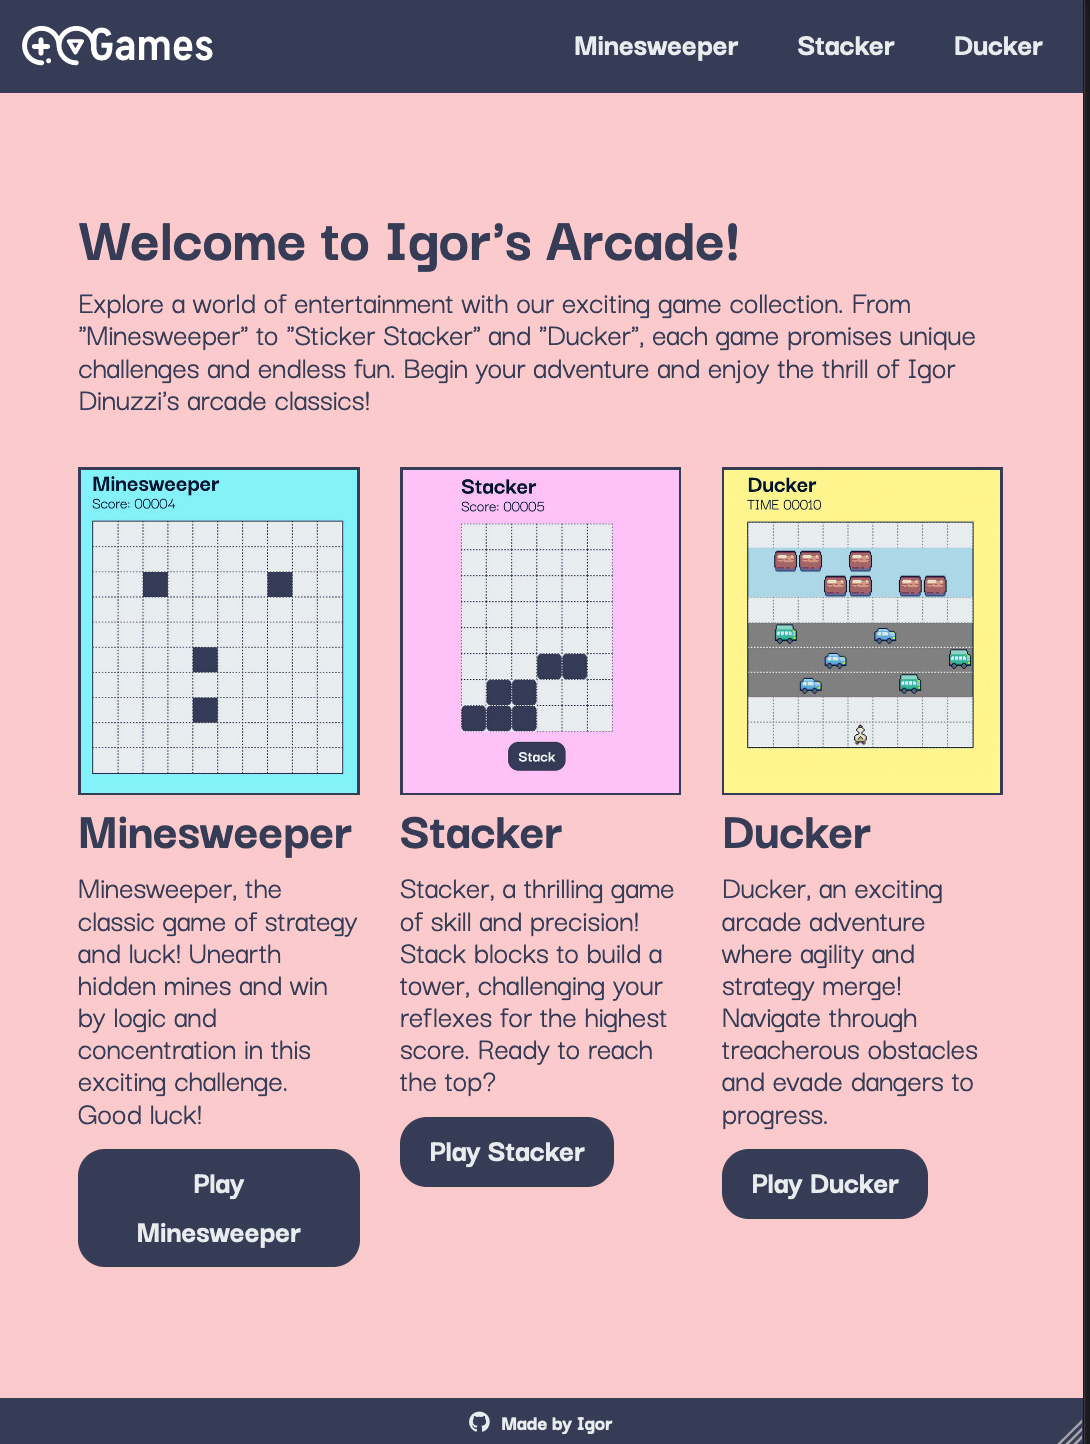 Games
Minesweeper Stacker Ducker
Welcome to Igor's Arcade!
Explore a world of entertainment with our exciting game collection. From
"Minesweeper" to "Sticker Stacker" and "Ducker", each game promises unique
challenges and endless fun. Begin your adventure and enjoy the thrill of Igor
Dinuzzi's arcade classics!
Minesweeper
Score: 00004
Stacker
Score: 00005
Stack
Ducker
TIME 00010
Minesweeper
Minesweeper, the
classic game of strategy
and luck! Unearth
hidden mines and win
by logic and
concentration in this
exciting challenge.
Good luck!
Play
Minesweeper
Stacker
Stacker, a thrilling game
of skill and precision!
Stack blocks to build a
tower, challenging your
reflexes for the highest
score. Ready to reach
the top?
Play Stacker
Ducker
Ducker, an exciting
arcade adventure
where agility and
strategy merge!
Navigate through
treacherous obstacles
and evade dangers to
progress.
Play Ducker
Made by Igor